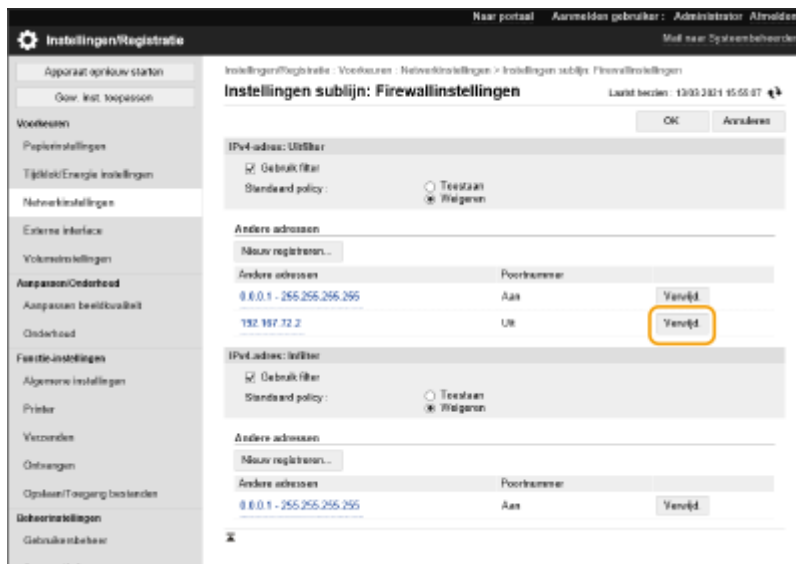 Naar portaal Aanmelden gebruiker : Administrator Afmelden
Instellingen/Registratie
Mail naar Systeembeheerder
Apparaat opnieuw starten
Gew. inst. toepassen
Voorkeuren
Papierinstellingen
Tijdklok/Energie instellingen
Netwerkinstellingen
Externe interface
Volumeinstellingen
Aanpassen/Onderhoud
Aanpassen beeldkwaliteit
Onderhoud
Functie-instellingen
Algemene instellingen
Printer
Verzenden
Ontvangen
Opslaan/Toegang bestanden
Beheerinstellingen
Gebruikersbeheer
Instellingen/Registratie : Voorkeuren : Netwerkinstellingen > Instellingen sublijn: Firewallinstellingen
Instellingen sublijn: Firewallinstellingen
Laatst herzien : 13/03 2021 15:55:07
OK Annuleren
IPv4-adres: Uitfilter
Gebruik filter
Standaard policy :
Toestaan
Weigeren
Andere adressen
Nieuw registreren...
Andere adressen Poortnummer
0.0.0.1 - 255.255.255.255 Aan Verwijd.
192.167.72.2 Uit Verwijd.
IPv4-adres: Infilter
Gebruik filter
Standaard policy :
Toestaan
Weigeren
Andere adressen
Nieuw registreren...
Andere adressen Poortnummer
0.0.0.1 - 255.255.255.255 Aan Verwijd.